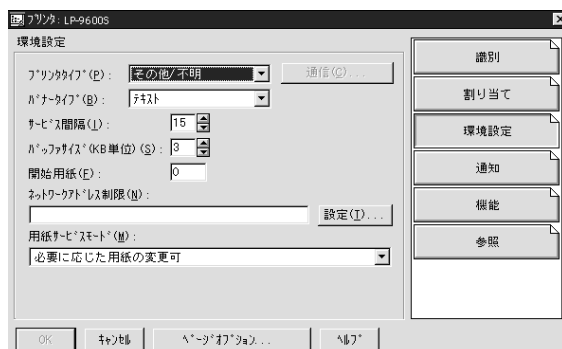 ﾌﾟﾘﾝﾀ: LP-9600S
環境設定
ﾌﾟﾘﾝﾀﾀｲﾌﾟ(P): その他/不明 通信(C)...
ﾊﾞﾅｰﾀｲﾌﾟ(B): ﾃｷｽﾄ
ｻｰﾋﾞｽ間隔(I): 15
ﾊﾞｯﾌｧｻｲｽﾞ(KB単位)(S): 3
開始用紙(F): 0
ﾈｯﾄﾜｰｸｱﾄﾞﾚｽ制限(N):
設定(T)...
用紙ｻｰﾋﾞｽﾓｰﾄﾞ(M):
必要に応じた用紙の変更可
識別
割り当て
環境設定
通知
機能
参照
OK ｷｬﾝｾﾙ ﾍﾟｰｼﾞｵﾌﾟｼｮﾝ... ﾍﾙﾌﾟ